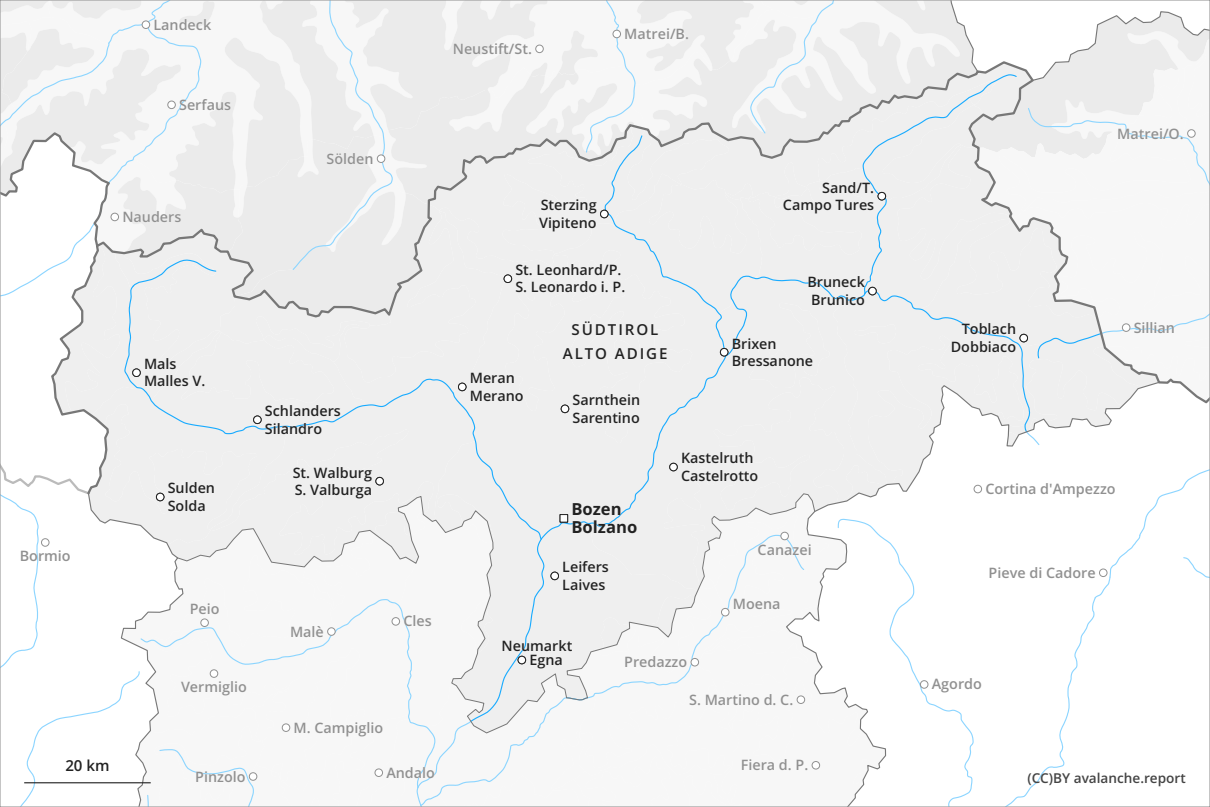 Landeck
Neustift/St.
Matrei/B.
Serfaus
Matrei/O.
Sölden
Sand/T.
Campo Tures
Nauders
Sterzing
Vipiteno
St. Leonhard/P.
S. Leonardo i. P.
Bruneck
Brunico
SÜDTIROL
ALTO ADIGE
Toblach
Dobbiaco
Sillian
Brixen
Bressanone
Mals
Malles V.
Meran
Merano
Sarnthein
Sarentino
Schlanders
Silandro
Kastelruth
Castelrotto
St. Walburg
S. Valburga
Sulden
Solda
Cortina d'Ampezzo
Bozen
Bolzano
Bormio
Canazei
Leifers
Laives
Pieve di Cadore
Peio
Moena
Malè
Cles
Neumarkt
Egna
Predazzo
Vermiglio
Agordo
S. Martino d. C.
M. Campiglio
20 km
Pinzolo
Andalo
Fiera d. P.
(CC)BY avalanche.report